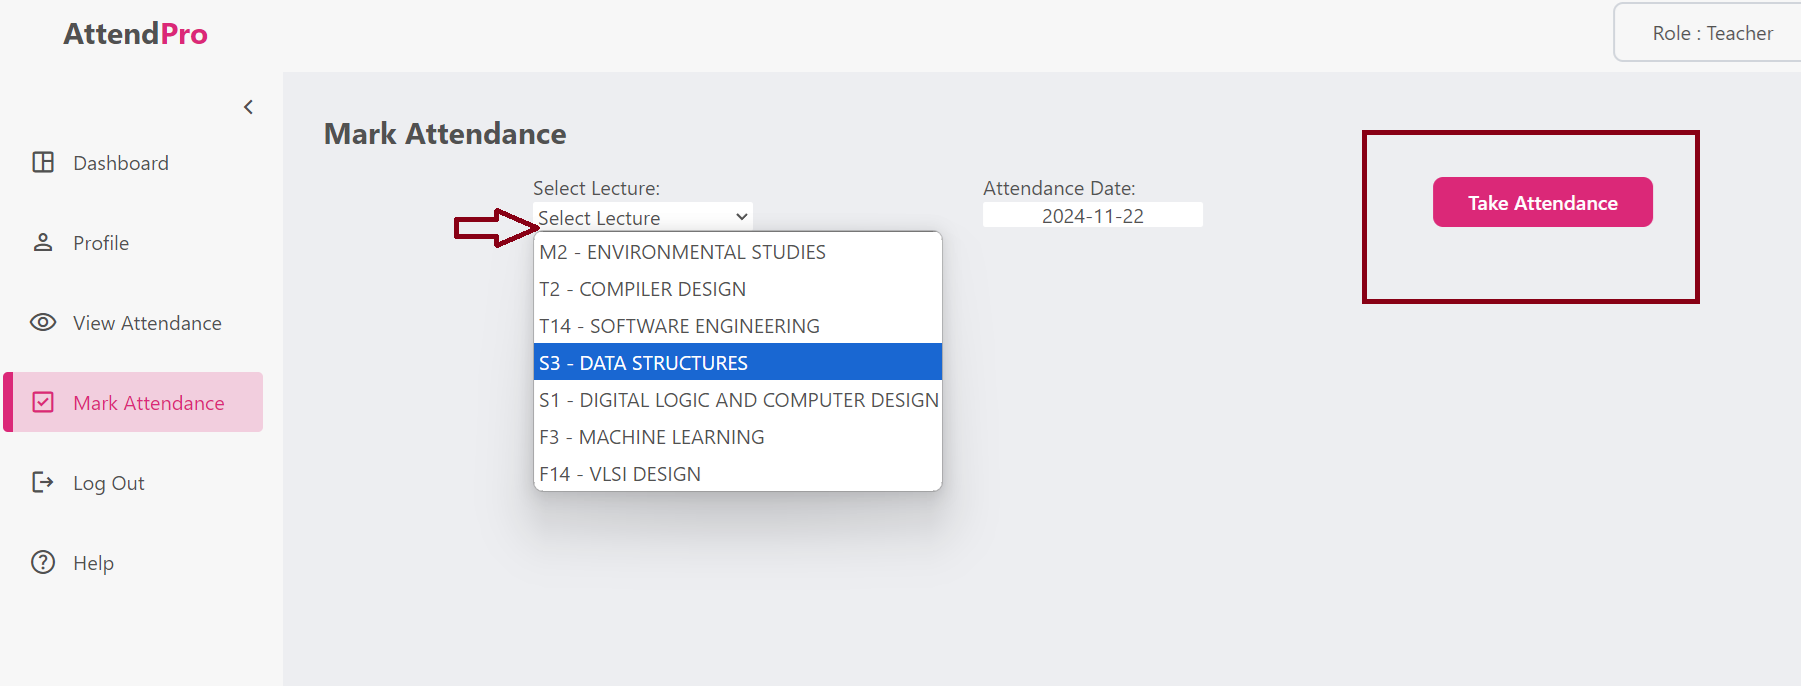 AttendPro
Role : Teacher
Dashboard
Profile
View Attendance
Mark Attendance
Log Out
Help
Mark Attendance
Select Lecture:
Select Lecture
M2 - ENVIRONMENTAL STUDIES
T2 - COMPILER DESIGN
T14 - SOFTWARE ENGINEERING
S3 - DATA STRUCTURES
S1 - DIGITAL LOGIC AND COMPUTER DESIGN
F3 - MACHINE LEARNING
F14 - VLSI DESIGN
Attendance Date:
2024-11-22
Take Attendance